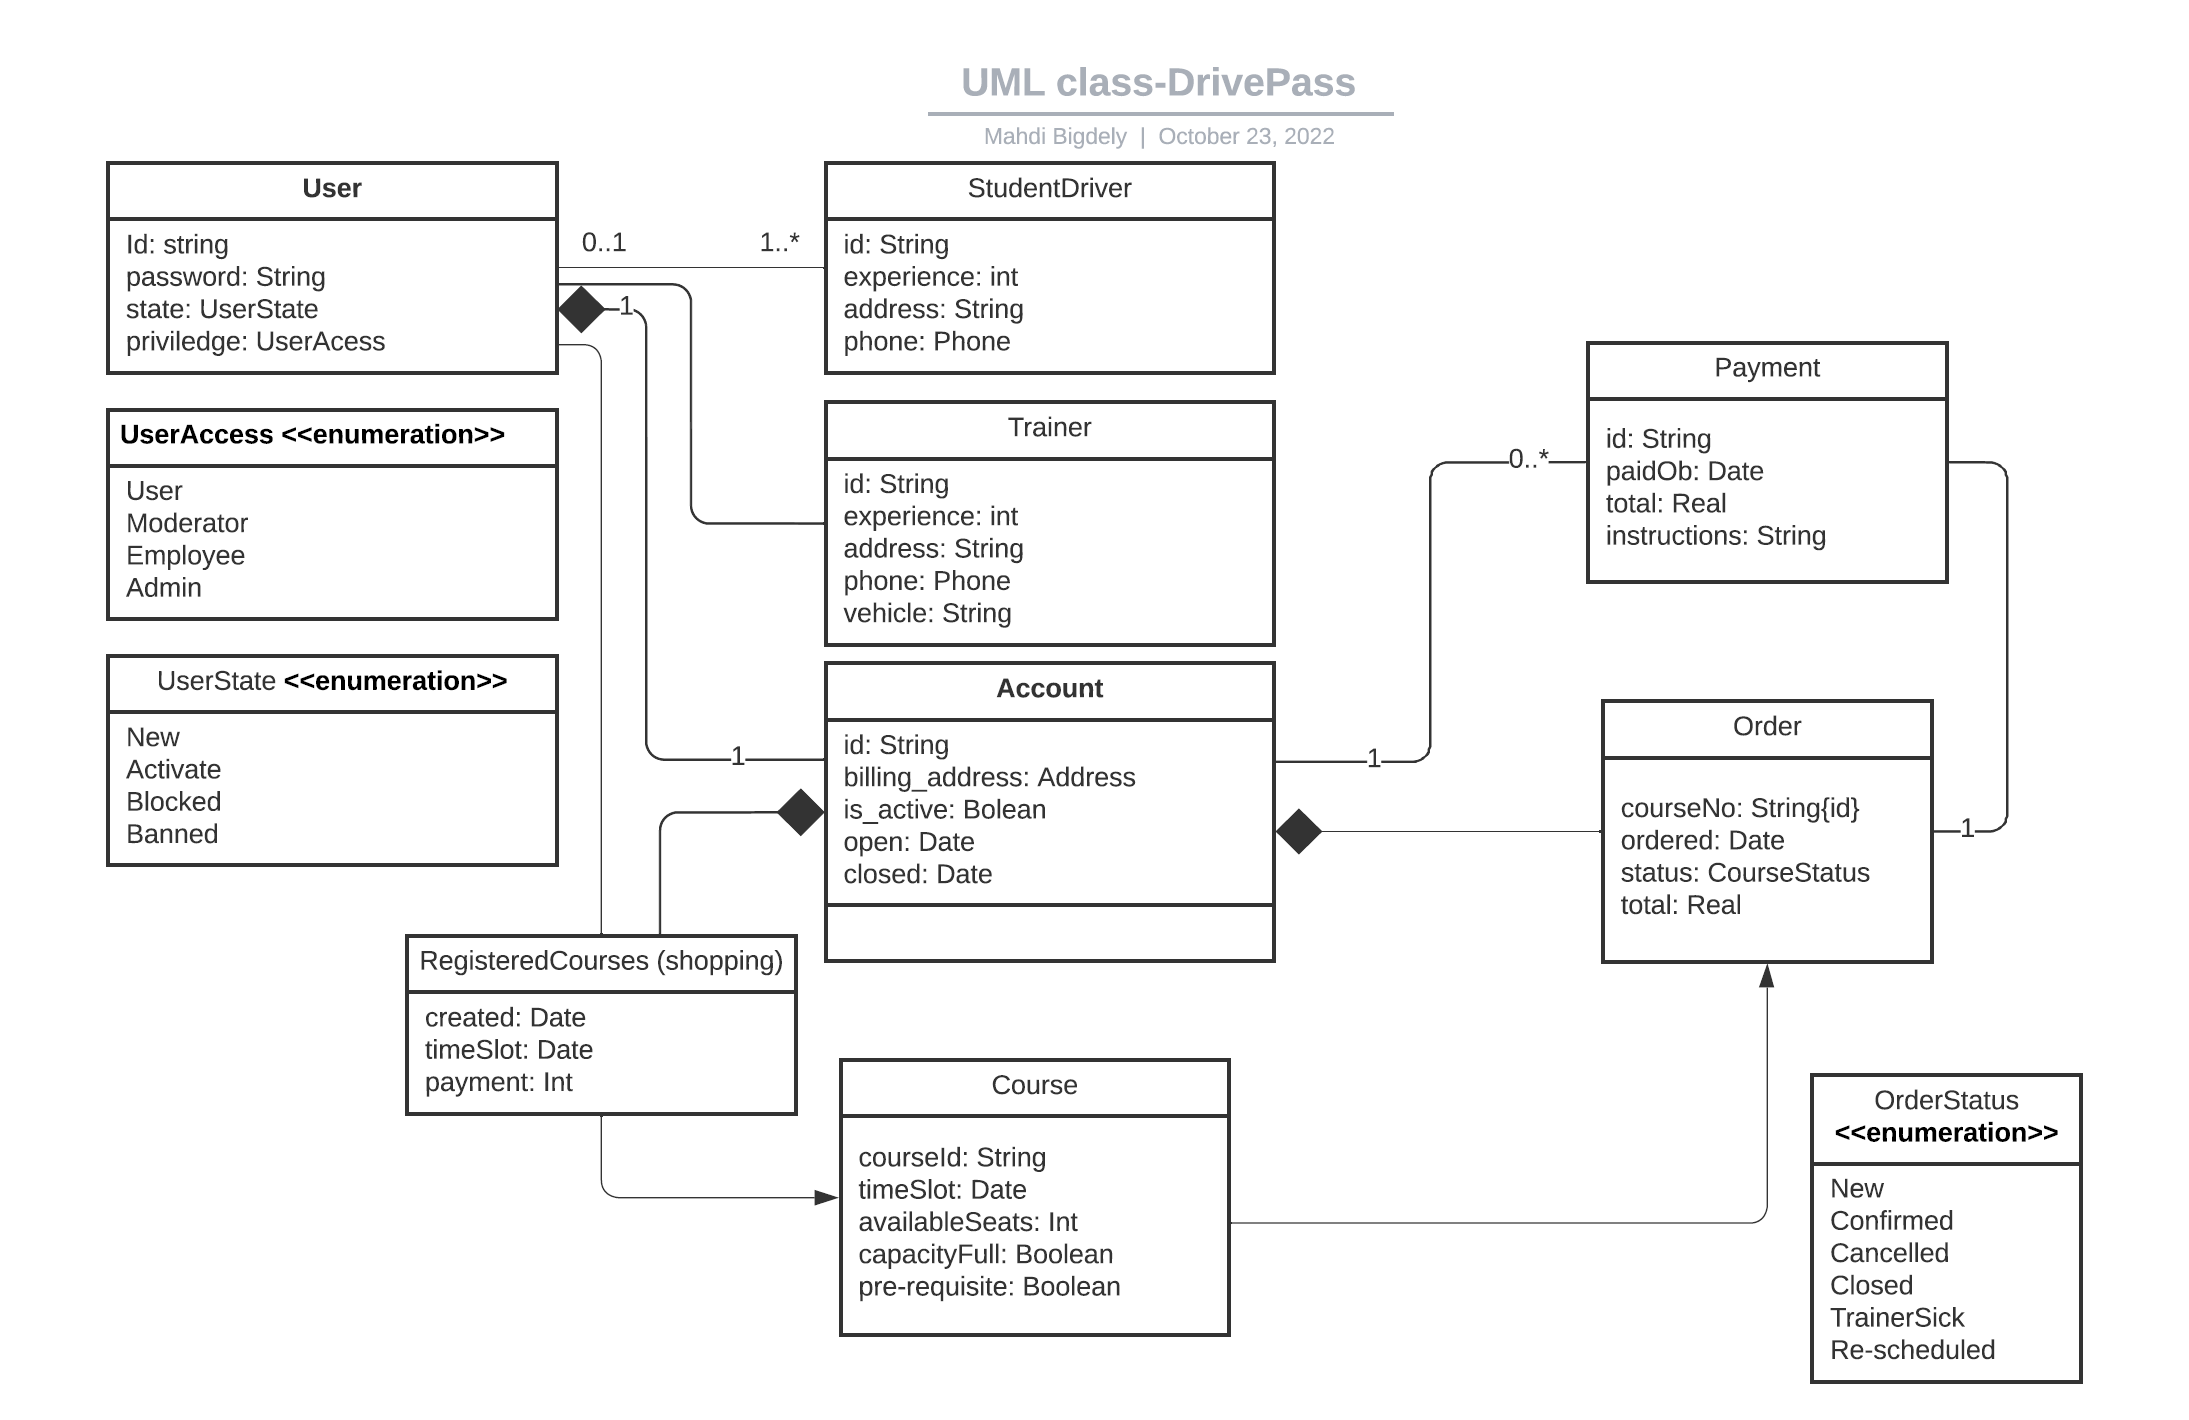 UML class-DrivePass
Mahdi Bigdely | October 23, 2022
User
Id: string
password: String
state: UserState
priviledge: UserAcess
0..1
1..*
1
StudentDriver
id: String
experience: int
address: String
phone: Phone
UserAccess <<enumeration>>
User
Moderator
Employee
Admin
Trainer
id: String
experience: int
address: String
phone: Phone
vehicle: String
Payment
id: String
paidOb: Date
total: Real
instructions: String
0..*
UserState <<enumeration>>
New
Activate
Blocked
Banned
1
Account
id: String
billing_address: Address
is_active: Bolean
open: Date
closed: Date
1
Order
courseNo: String{id}
ordered: Date
status: CourseStatus
total: Real
1
RegisteredCourses (shopping)
created: Date
timeSlot: Date
payment: Int
Course
courseId: String
timeSlot: Date
availableSeats: Int
capacityFull: Boolean
pre-requisite: Boolean
OrderStatus
<<enumeration>>
New
Confirmed
Cancelled
Closed
TrainerSick
Re-scheduled